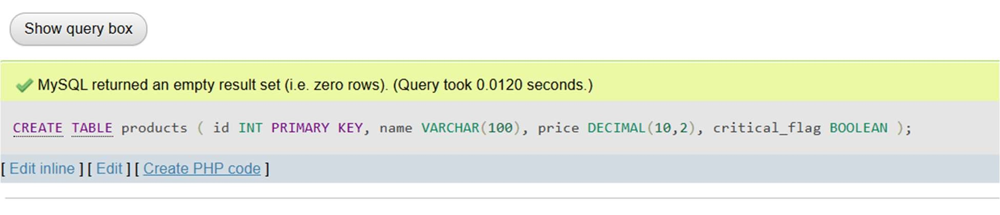 Show query box
MySQL returned an empty result set (i.e. zero rows). (Query took 0.0120 seconds.)
CREATE TABLE products ( id INT PRIMARY KEY, name VARCHAR(100), price DECIMAL(10,2), critical_flag BOOLEAN );
[ Edit inline ] [ Edit ] [ Create PHP code ]